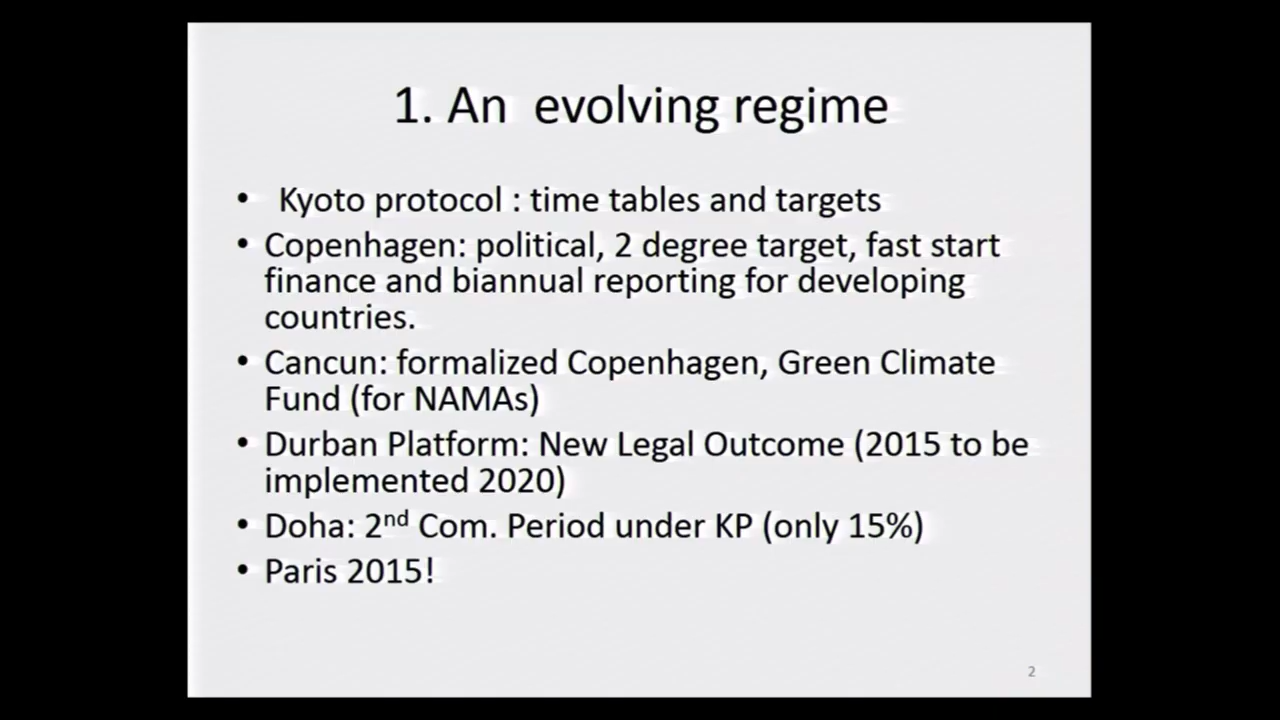 1. An evolving regime
• Kyoto protocol : time tables and targets
• Copenhagen: political, 2 degree target, fast start
finance and biannual reporting for developing
countries.
• Cancun: formalized Copenhagen, Green Climate
Fund (for NAMAs)
• Durban Platform: New Legal Outcome (2015 to be
implemented 2020)
• Doha: 2nd Com. Period under KP (only 15%)
• Paris 2015!
2